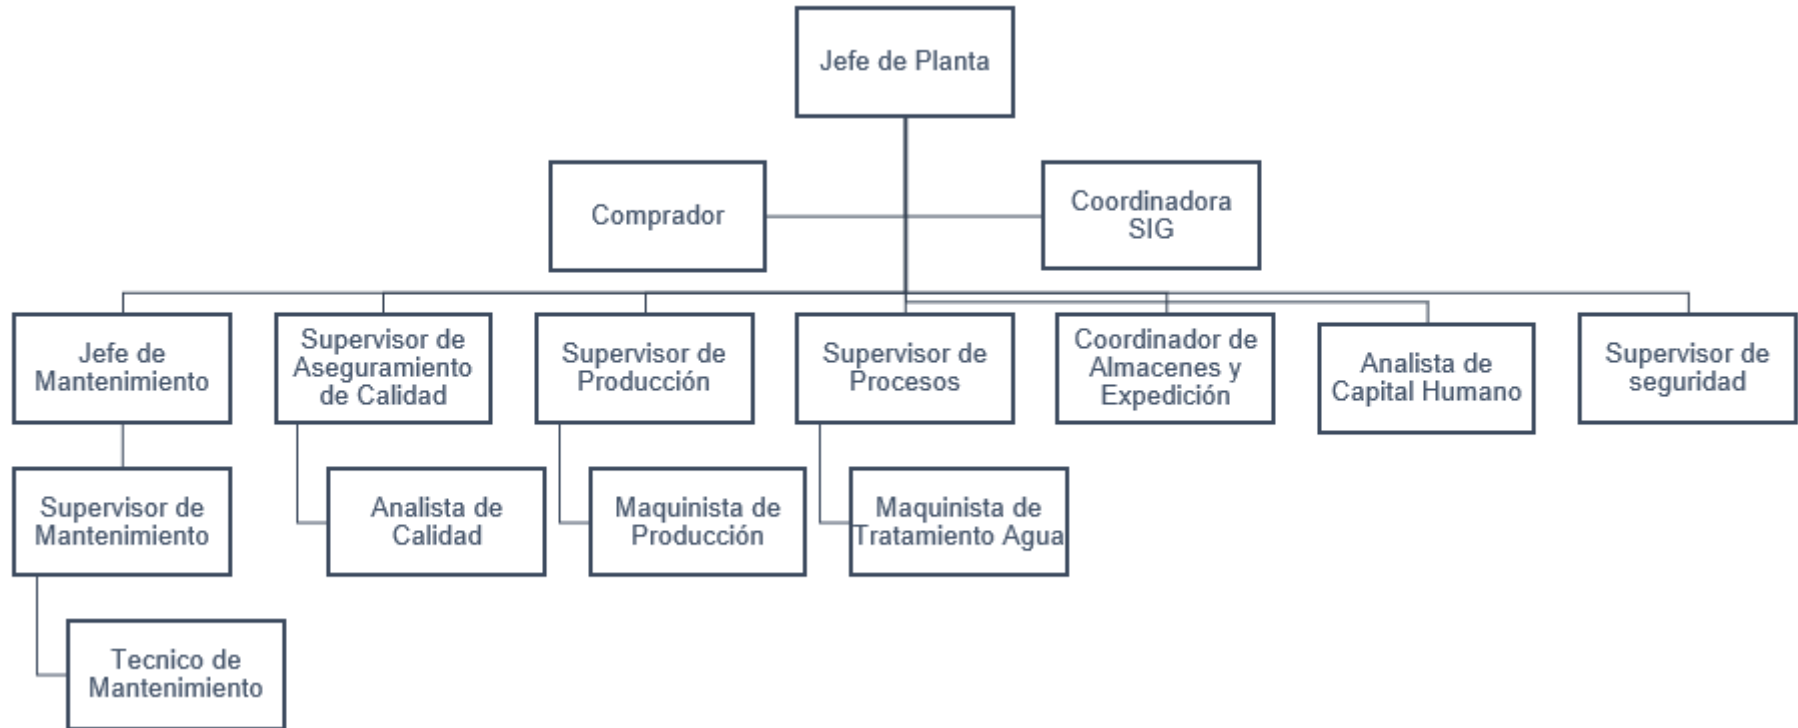 Jefe de Planta
Comprador
Coordinadora
SIG
Jefe de
Mantenimiento
Supervisor de
Aseguramiento
de Calidad
Supervisor de
Producción
Supervisor de
Procesos
Coordinador de
Almacenes y
Expedición
Analista de
Capital Humano
Supervisor de
seguridad
Supervisor de
Mantenimiento
Analista de
Calidad
Maquinista de
Producción
Maquinista de
Tratamiento Agua
Tecnico de
Mantenimiento